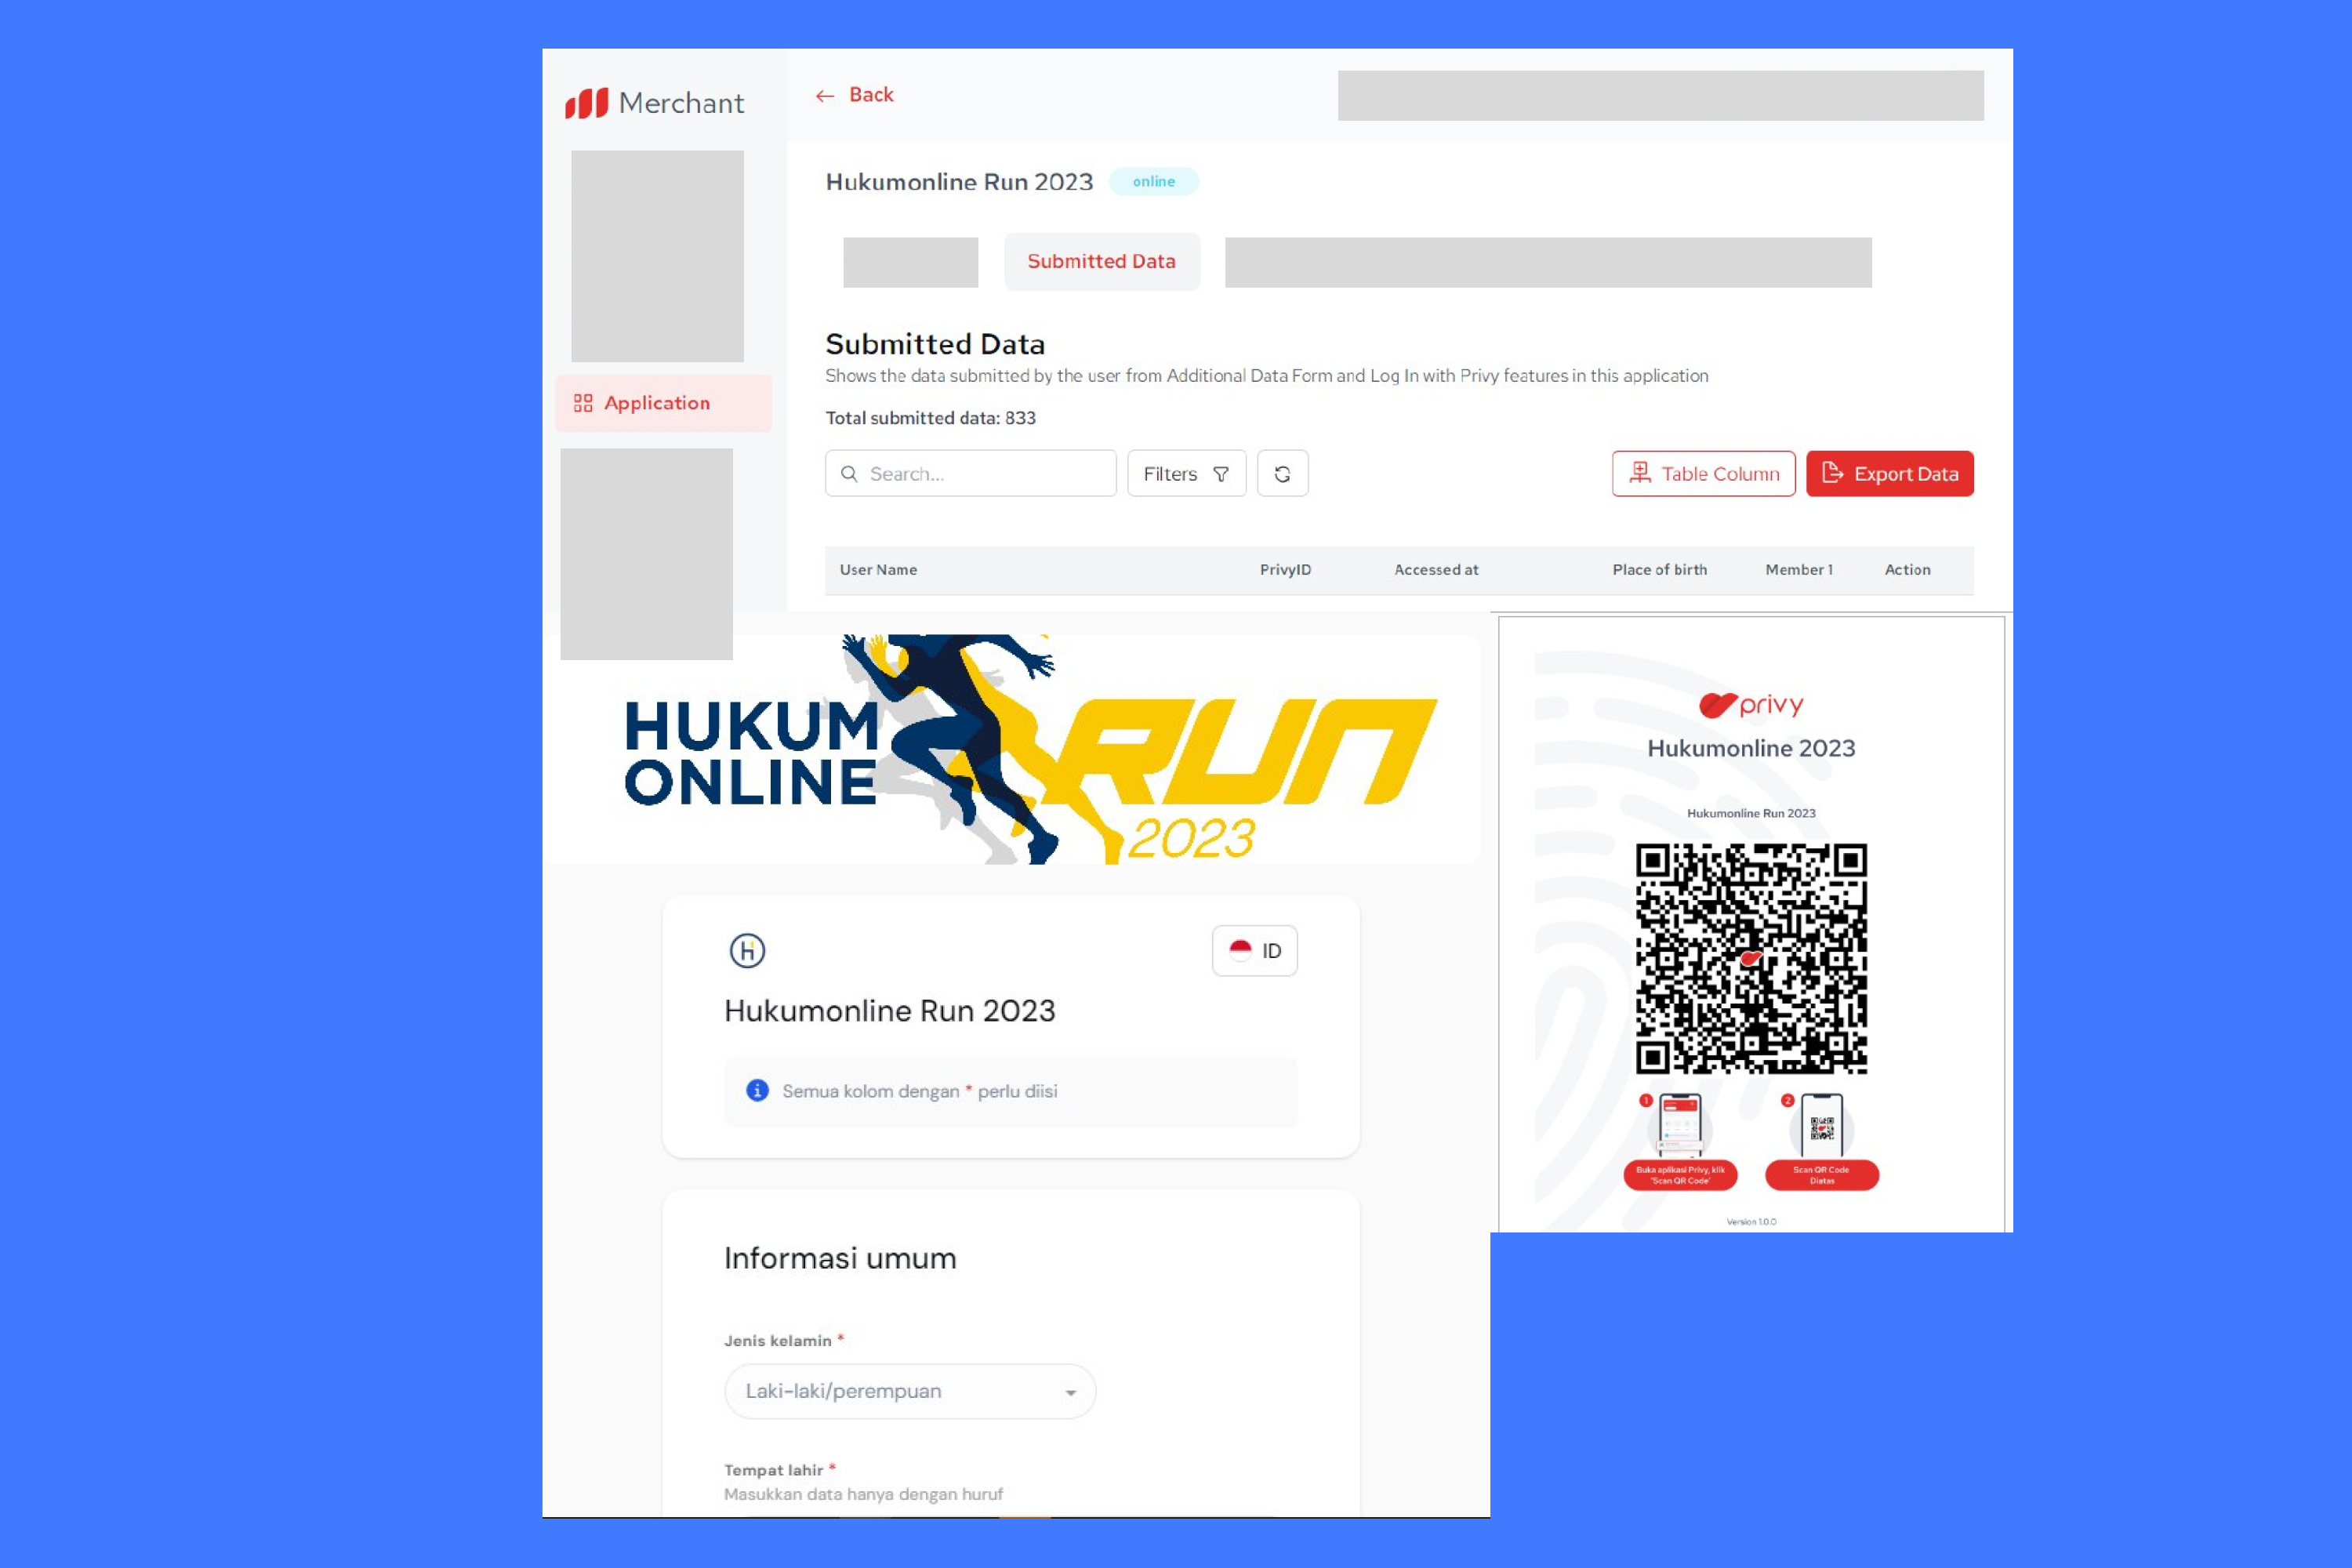 Merchant
Back
Hukumonline Run 2023 online
Submitted Data
Submitted Data
Shows the data submitted by the user from Additional Data Form and Log In with Privy features in this application
Application
Total submitted data: 833
Search... Filters Table Column Export Data
User Name PrivyID Accessed at Place of birth Member 1 Action
HUKUM
ONLINE
RUN
2023
ID
Hukumonline Run 2023
Semua kolom dengan * perlu diisi
Informasi umum
Jenis kelamin *
Laki-laki/perempuan
Tempat lahir *
Masukkan data hanya dengan huruf
privy
Hukumonline 2023
Hukumonline Run 2023
1
Buka aplikasi Privy, klik
'Scan QR Code'
2
Scan QR Code
Diatas
Version 1.0.0